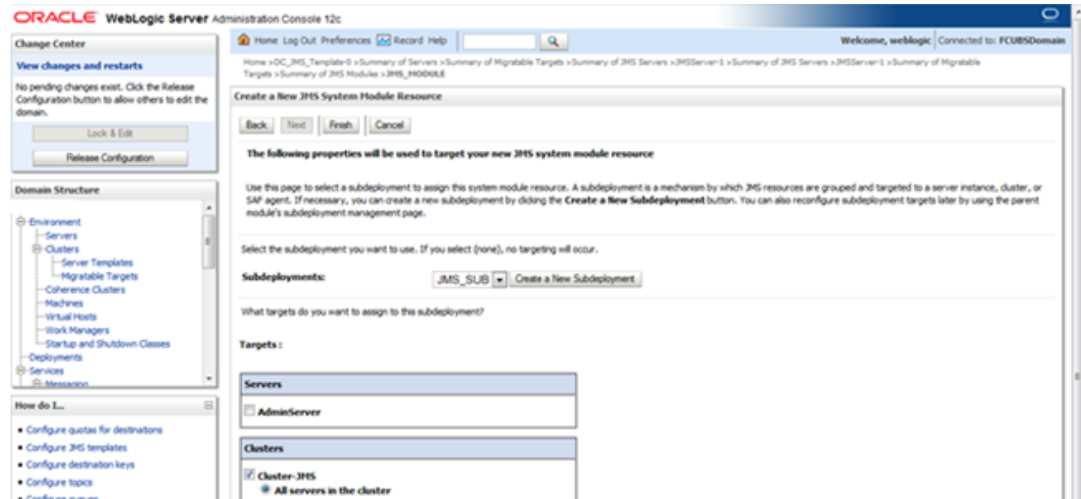 ORACLE WebLogic Server Administration Console 12c
Change Center
View changes and restarts
No pending changes exist. Click the Release
Configuration button to allow others to edit the
domain.
Lock & Edit
Release Configuration
Domain Structure
Environment
Servers
Clusters
Server Templates
Migratable Targets
Coherence Clusters
Machines
Virtual Hosts
Work Managers
Startup and Shutdown Classes
Deployments
Services
Messaging
How do I...
Configure quotas for destinations
Configure JMS templates
Configure destination keys
Configure topics
Configure queues
Home Log Out Preferences Record Help
Welcome, weblogic Connected to: FCUBSDomain
Home >DC_JMS_Template-0 >Summary of Servers >Summary of Migratable Targets >Summary of JMS Servers >JMSServer-1 >Summary of JMS Servers >JMSServer-1 >Summary of Migratable
Targets >Summary of JMS Modules >JMS_MODULE
Create a New JMS System Module Resource
Back Next Finish Cancel
The following properties will be used to target your new JMS system module resource
Use this page to select a subdeployment to assign this system module resource. A subdeployment is a mechanism by which JMS resources are grouped and targeted to a server instance, cluster, or
SAF agent. If necessary, you can create a new subdeployment by clicking the Create a New Subdeployment button. You can also reconfigure subdeployment targets later by using the parent
module's subdeployment management page.
Select the subdeployment you want to use. If you select (none), no targeting will occur.
Subdeployments: JMS_SUB Create a New Subdeployment
What targets do you want to assign to this subdeployment?
Targets :
Servers
AdminServer
Clusters
Cluster-JMS
All servers in the cluster